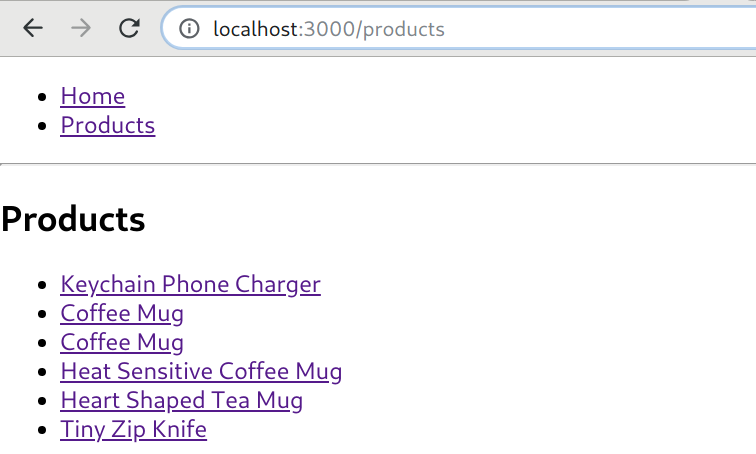 localhost:3000/products
Home
Products
Products
Keychain Phone Charger
Coffee Mug
Coffee Mug
Heat Sensitive Coffee Mug
Heart Shaped Tea Mug
Tiny Zip Knife